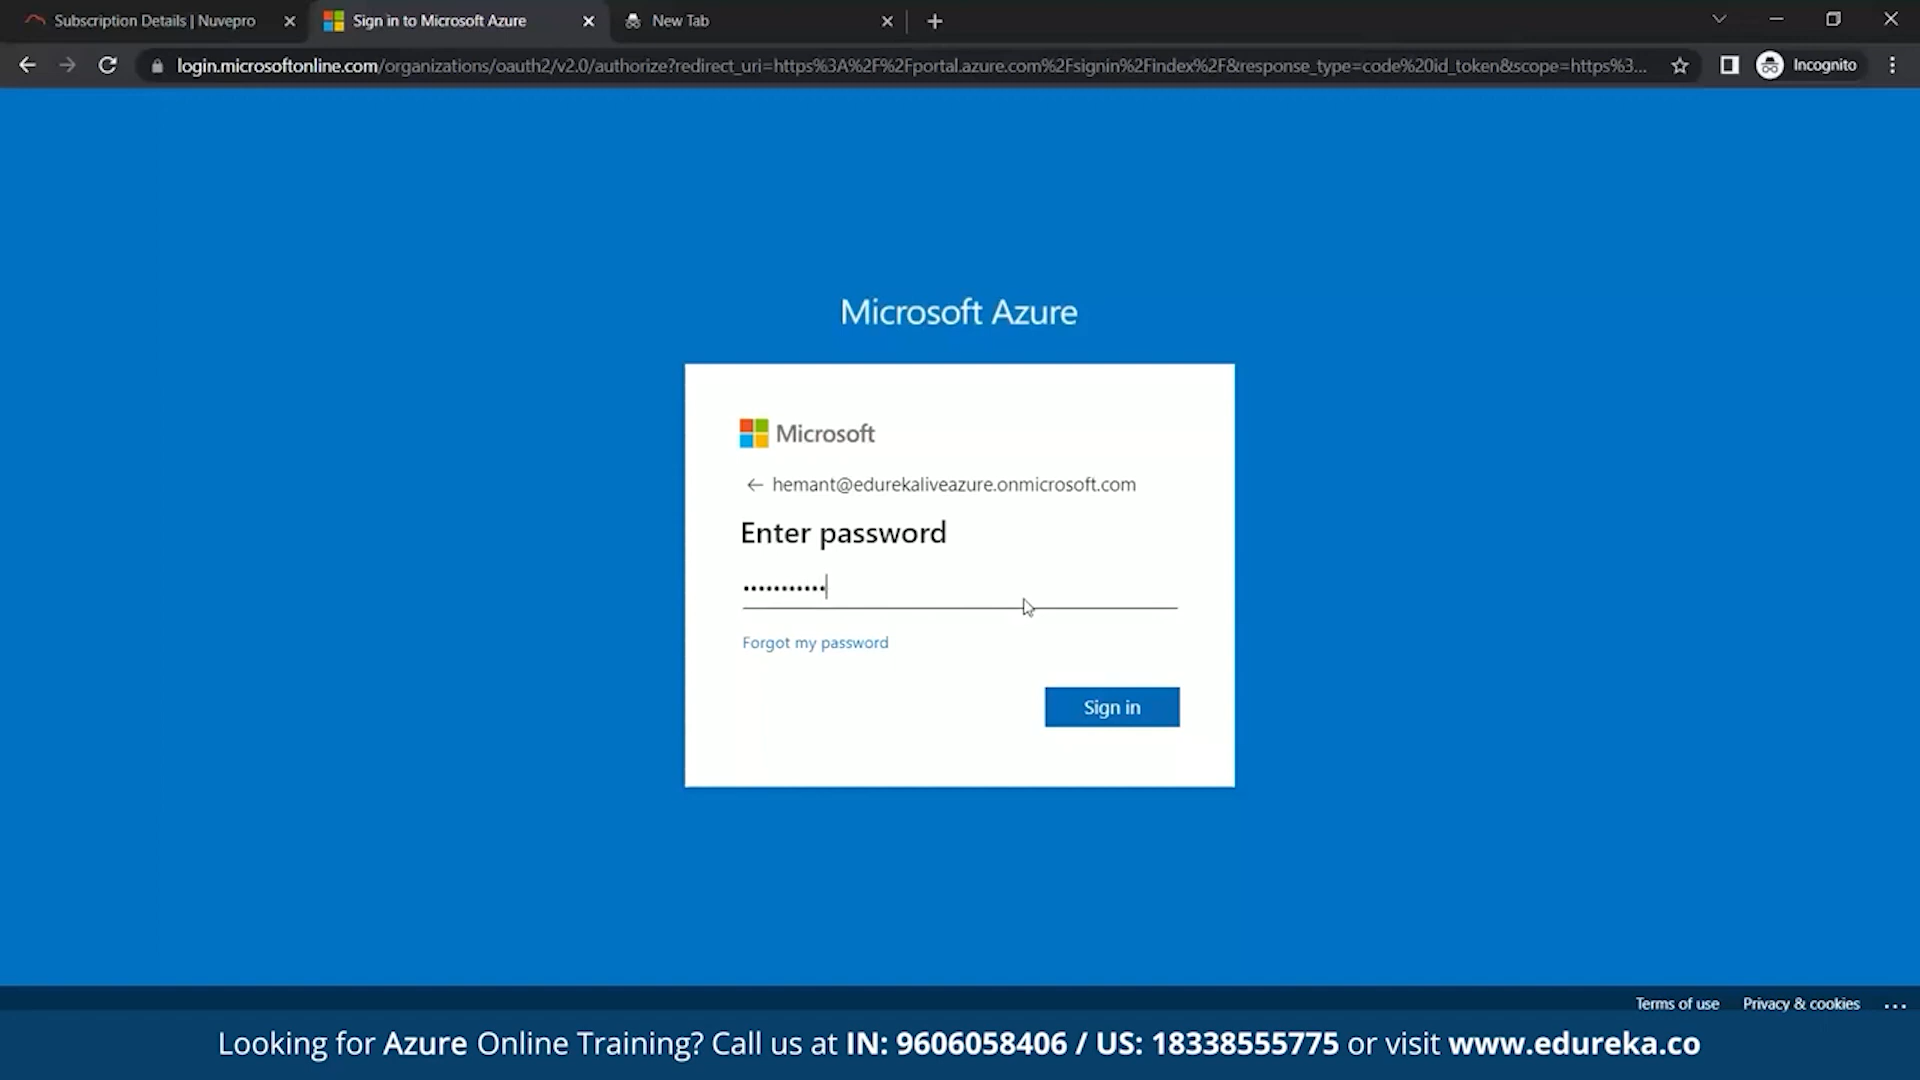 Subscription Details | Nuvepro
Sign in to Microsoft Azure
New Tab
login.microsoftonline.com/organizations/oauth2/v2.0/authorize?redirect_uri=https%3A%2F%2Fportal.azure.com%2Fsignin%2Findex%2F&response_type=code%20id_token&scope=https%3...
Incognito
Microsoft Azure
Microsoft
hemant@edurekaliveazure.onmicrosoft.com
Enter password
Forgot my password
Sign in
Terms of use Privacy & cookies ...
Looking for Azure Online Training? Call us at IN: 9606058406 / US: 18338555775 or visit www.edureka.co